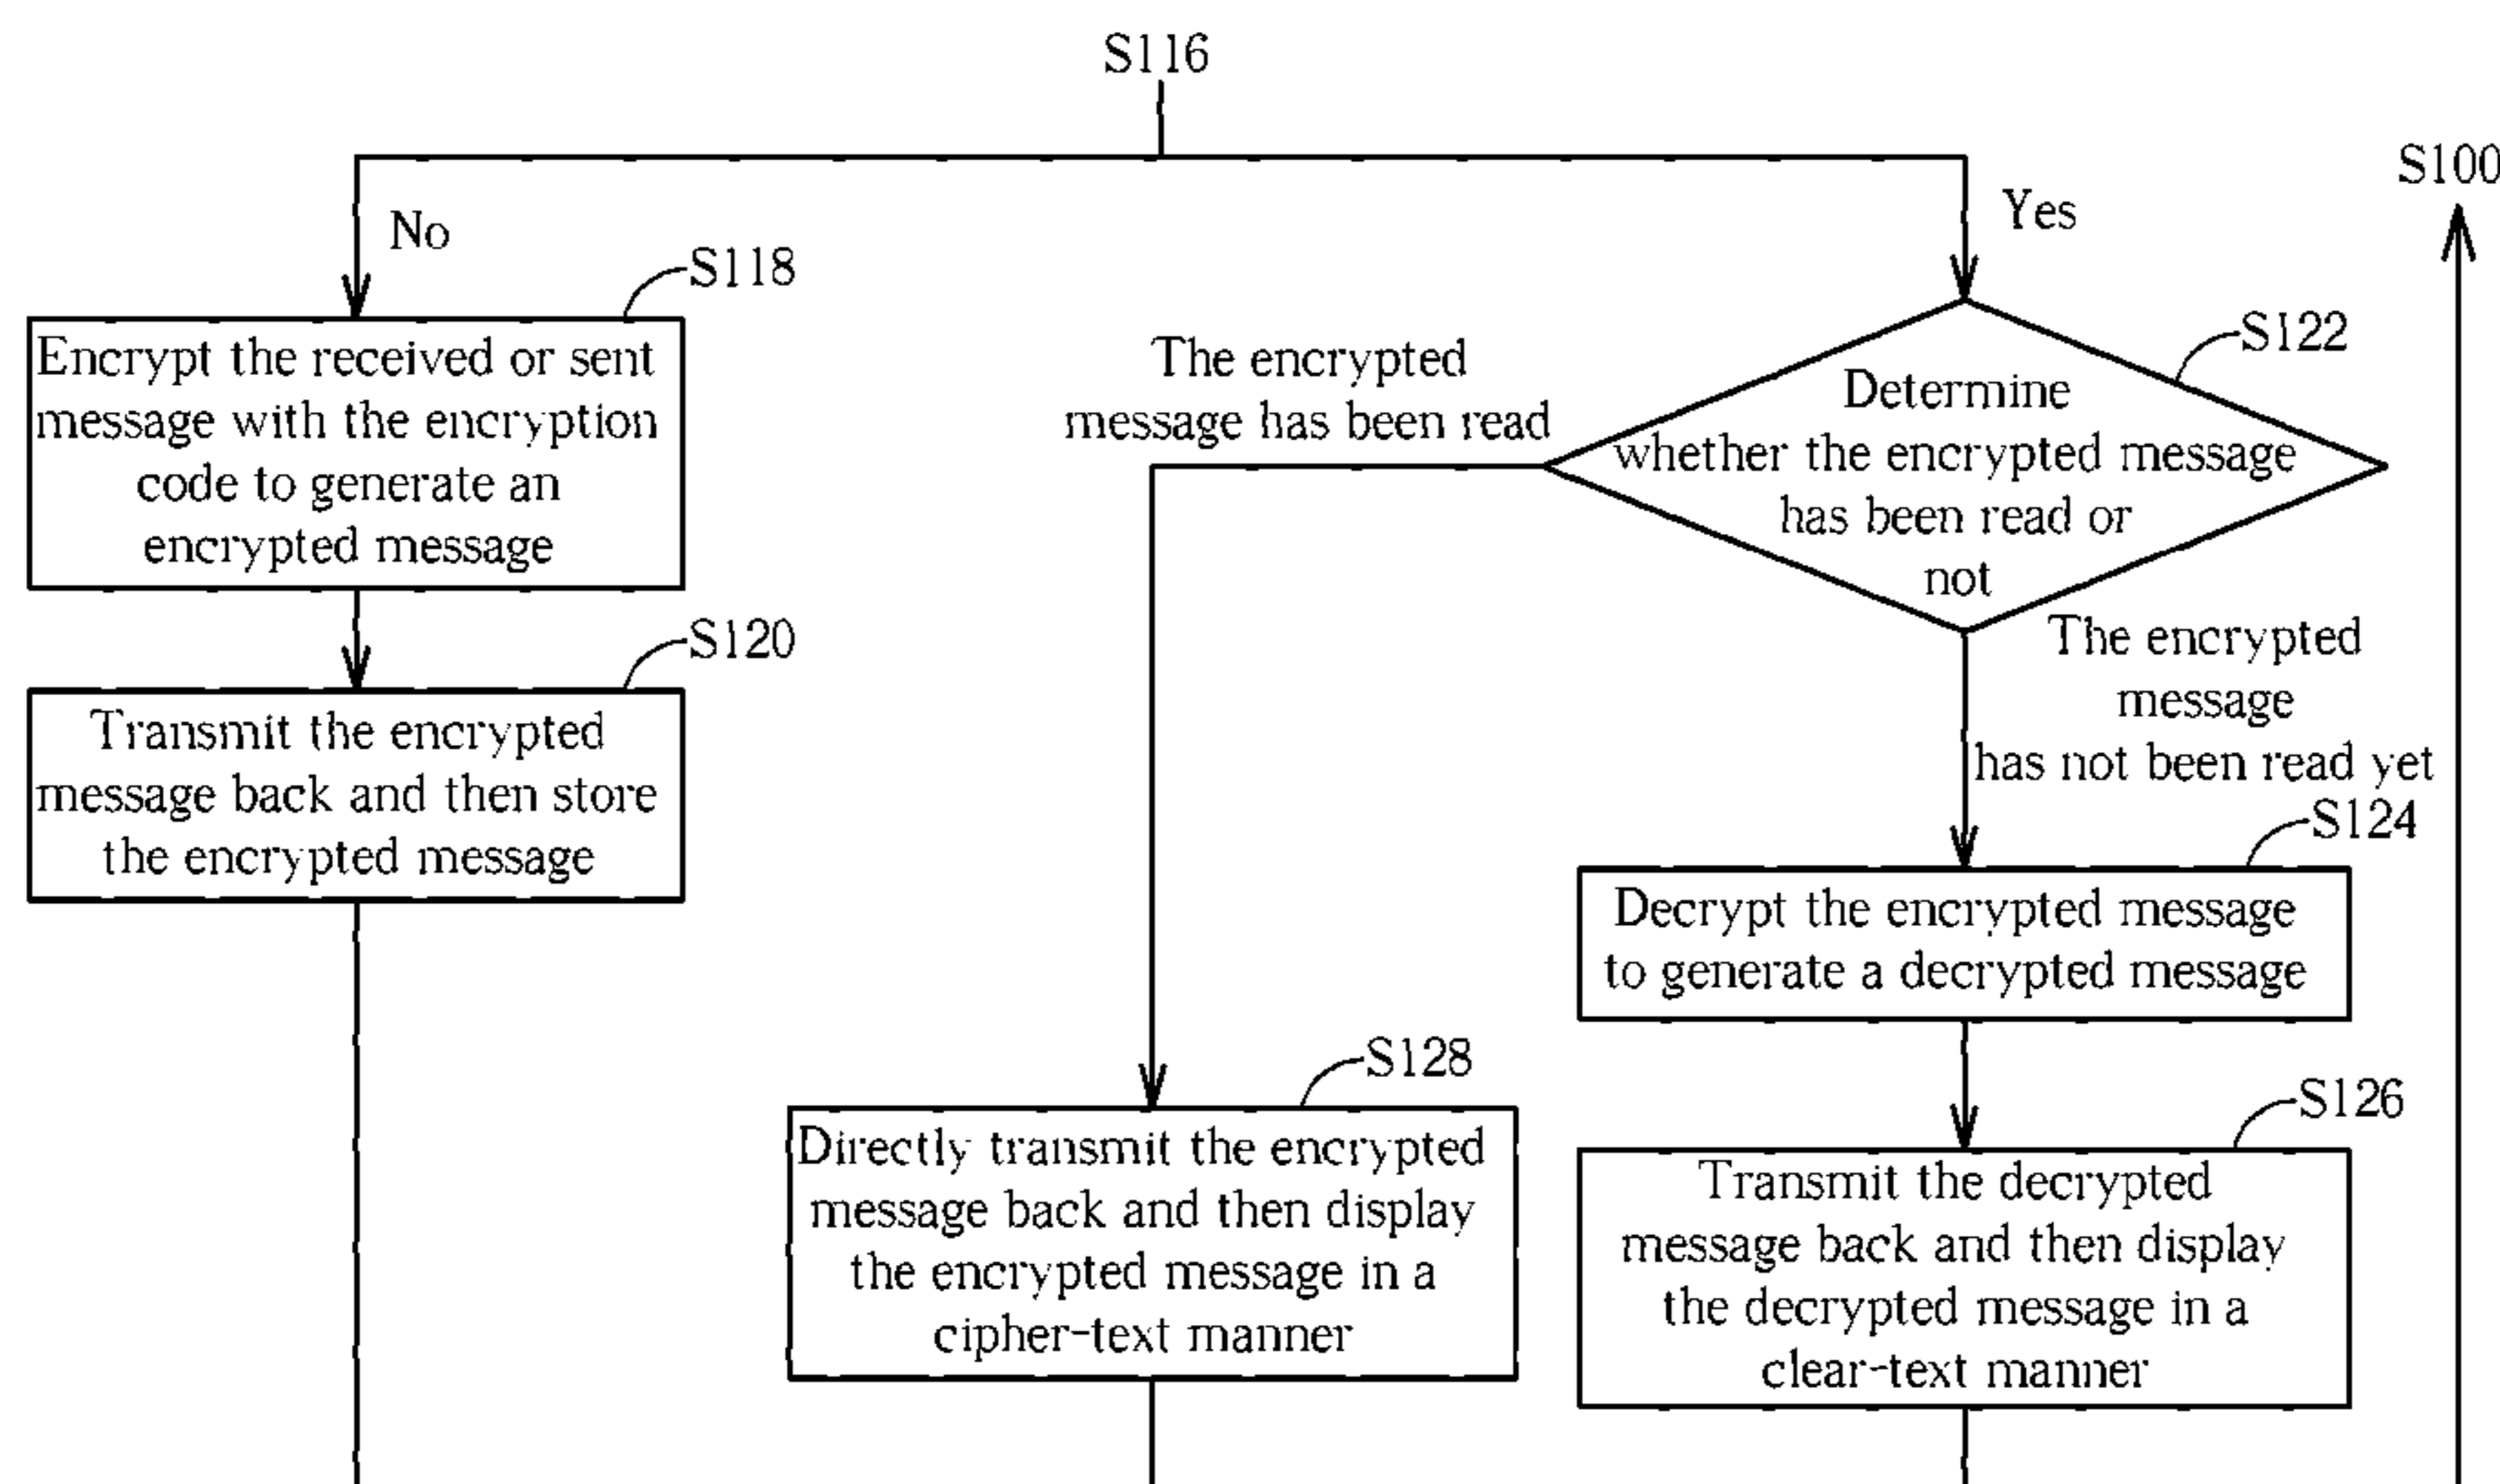 S116
S100
No
Yes
S118
Encrypt the received or sent
message with the encryption
code to generate an
encrypted message
S120
Transmit the encrypted
message back and then store
the encrypted message
The encrypted
message has been read
S122
Determine
whether the encrypted message
has been read or
not
The encrypted
message
has not been read yet
S124
Decrypt the encrypted message
to generate a decrypted message
S128
Directly transmit the encrypted
message back and then display
the encrypted message in a
cipher-text manner
S126
Transmit the decrypted
message back and then display
the decrypted message in a
clear-text manner